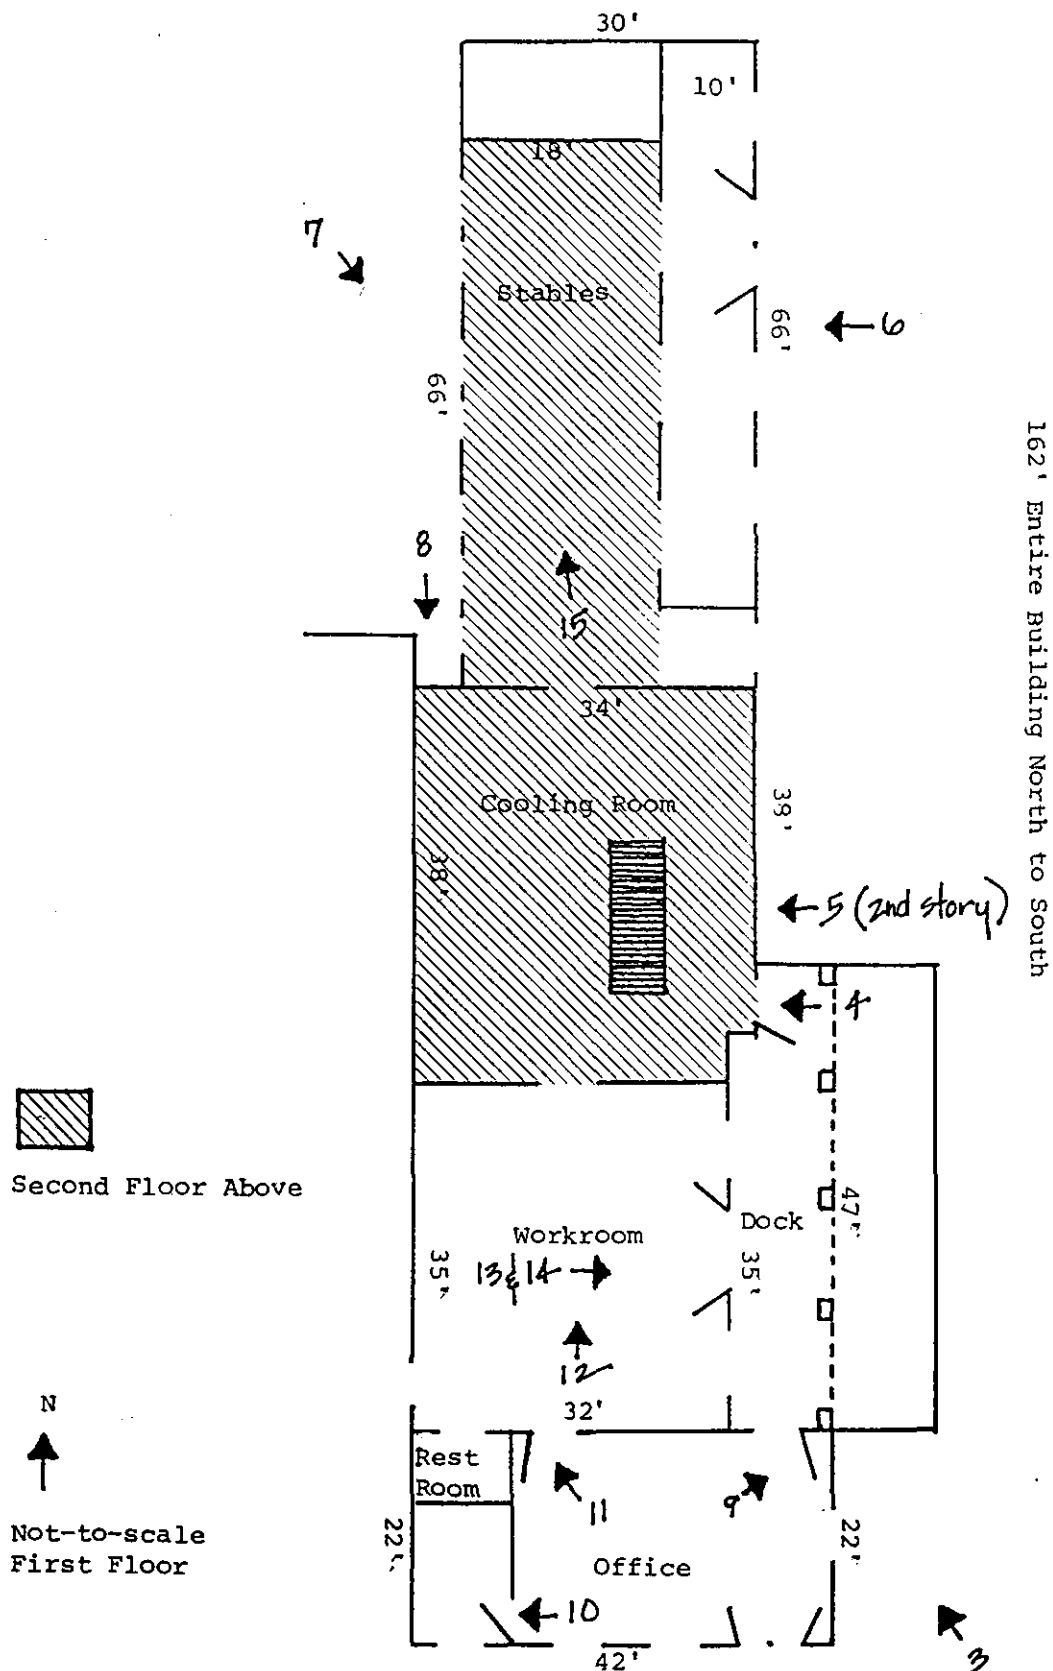 30'
10'
18'
7
Stables
66'
6
66'
162' Entire Building North to South
8
15
34'
Cooling Room
38'
38'
5 (2nd story)
4
Second Floor Above
47'
Dock
Workroom
35'
13 & 14
35'
12
32'
N
Rest
Room
11
9
Not-to-scale
First Floor
22'
22'
Office
10
42'
3